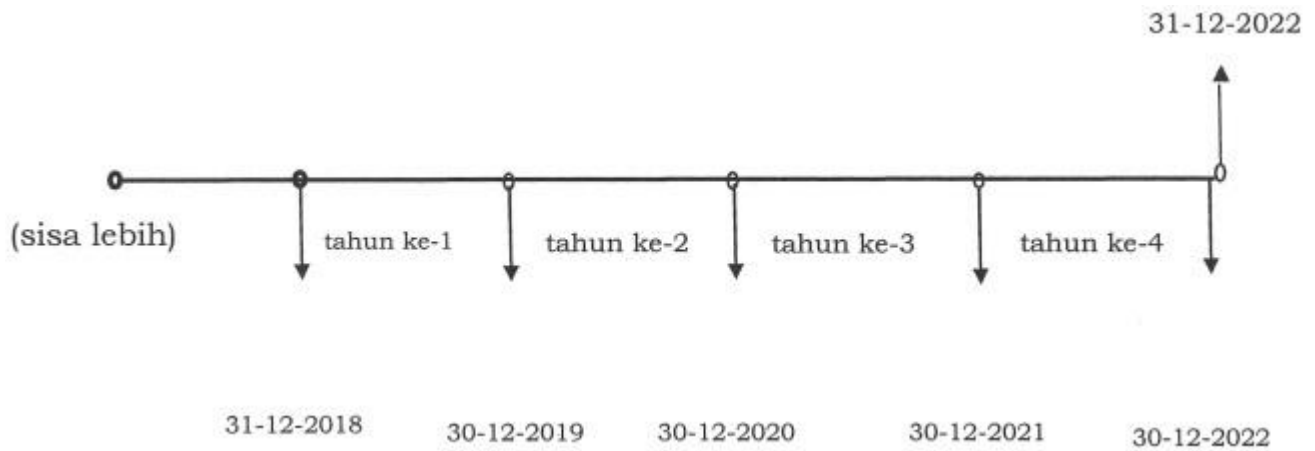 31-12-2022
(sisa lebih)
tahun ke-1
tahun ke-2
tahun ke-3
tahun ke-4
31-12-2018
30-12-2019
30-12-2020
30-12-2021
30-12-2022